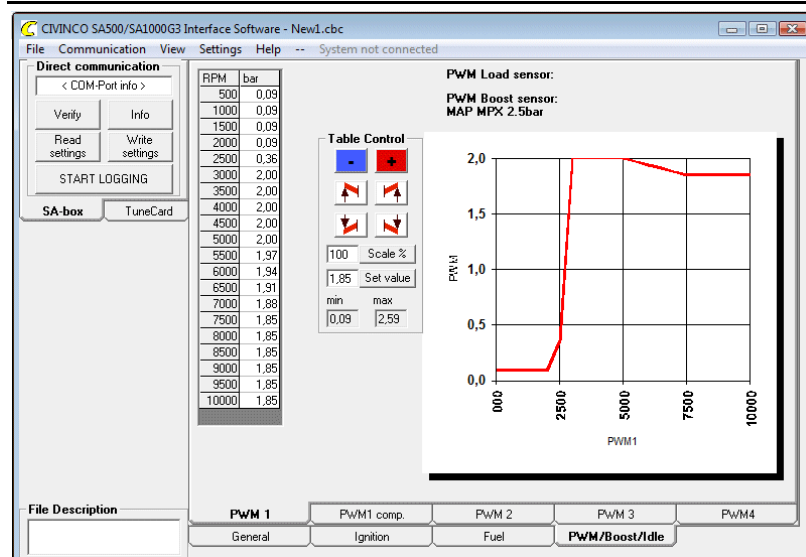 CIVINCO SA500/SA1000G3 Interface Software - New1.cbc
File Communication View Settings Help -- System not connected
Direct communication
< COM-Port info >
Verify Info
Read settings
Write settings
START LOGGING
SA-box TuneCard
RPM bar
500 0,09
1000 0,09
1500 0,09
2000 0,09
2500 0,36
3000 2,00
3500 2,00
4000 2,00
4500 2,00
5000 2,00
5500 1,97
6000 1,94
6500 1,91
7000 1,88
7500 1,85
8000 1,85
8500 1,85
9000 1,85
9500 1,85
10000 1,85
Table Control
- +
100 Scale %
1,85 Set value
min max
0,09 2,59
PWM Load sensor:
PWM Boost sensor:
MAP MPX 2.5bar
2,0
1,5
1,0
0,5
0,0
PWM
000 2500 5000 7500 10000
PWM1
File Description
PWM 1 PWM1 comp. PWM 2 PWM 3 PWM4
General Ignition Fuel PWM/Boost/Idle